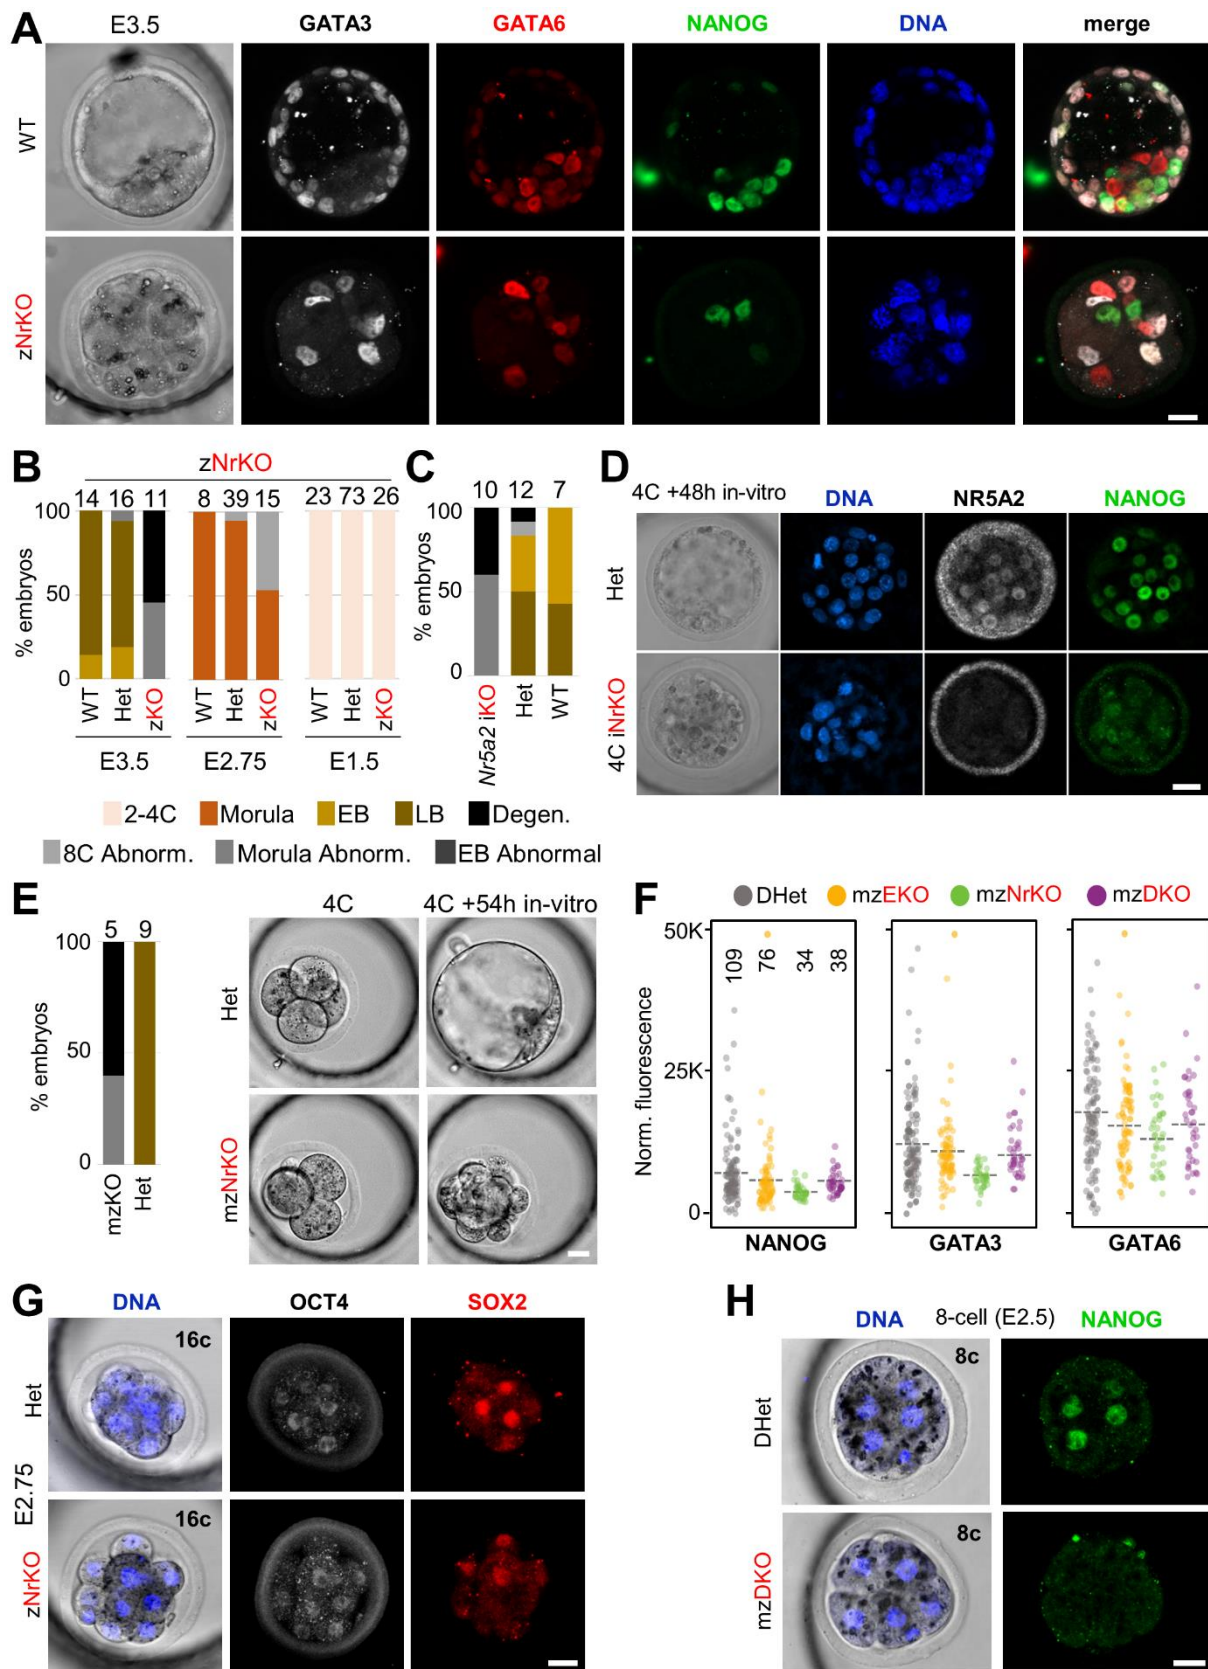 A
E3.5
GATA3
GATA6
NANOG
DNA
merge
WT
zNrKO
B
zNrKO
14 16 11
8 39 15
23 73 26
100
50
0
% embryos
WT
Het
zKO
WT
Het
zKO
WT
Het
zKO
E3.5
E2.75
E1.5
C
10 12 7
100
50
0
% embryos
Nr5a2 iKO
Het
WT
2-4C
Morula
EB
LB
Degen.
8C Abnorm.
Morula Abnorm.
EB Abnormal
D
4C +48h in-vitro
DNA
NR5A2
NANOG
Het
4C iNrKO
E
5 9
100
50
0
% embryos
mzKO
Het
4C
4C +54h in-vitro
Het
mzNrKO
F
DHet
mzEKO
mzNrKO
mzDKO
50K
25K
0
Norm. fluorescence
109
76
34
38
NANOG
GATA3
GATA6
G
DNA
OCT4
SOX2
E2.75
Het
16c
zNrKO
16c
H
DNA
8-cell (E2.5)
NANOG
DHet
8c
mzDKO
8c